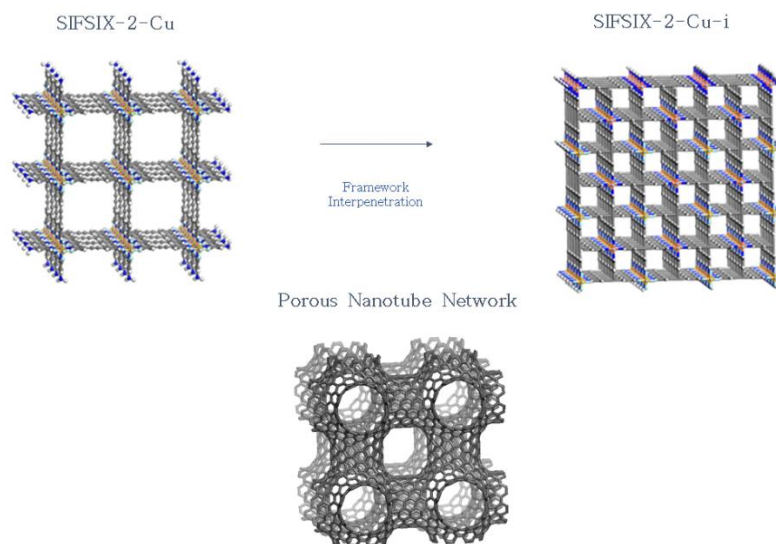 SIFSIX-2-Cu
SIFSIX-2-Cu-i
Framework
Interpenetration
Porous Nanotube Network